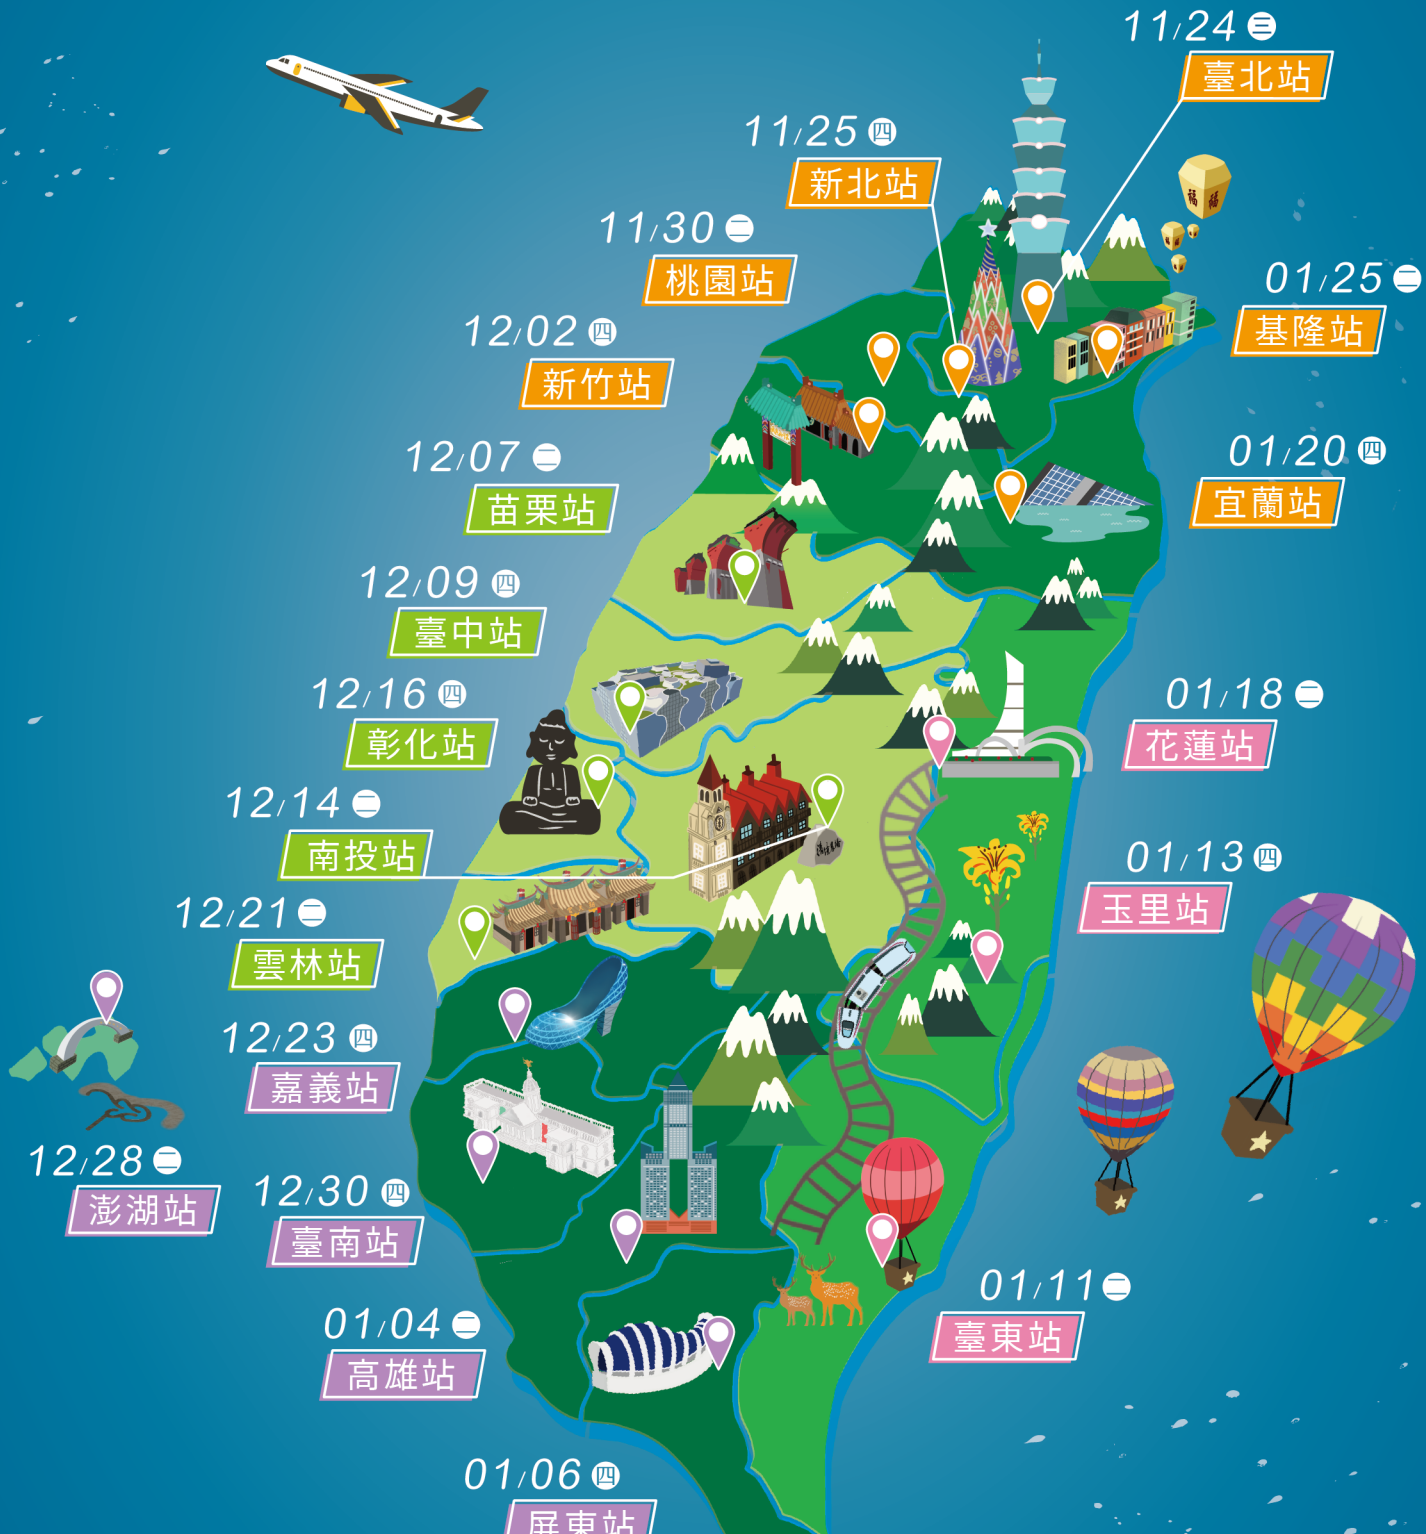 11/24 三
臺北站
11/25 四
新北站
11/30 二
桃園站
12/02 四
新竹站
12/07 二
苗栗站
12/09 四
臺中站
12/16 四
彰化站
12/14 二
南投站
12/21 二
雲林站
12/23 四
嘉義站
12/28 二
澎湖站
12/30 四
臺南站
01/04 二
高雄站
01/06 四
屏東站
01/11 二
臺東站
01/13 四
玉里站
01/18 二
花蓮站
01/20 四
宜蘭站
01/25 二
基隆站
福 福